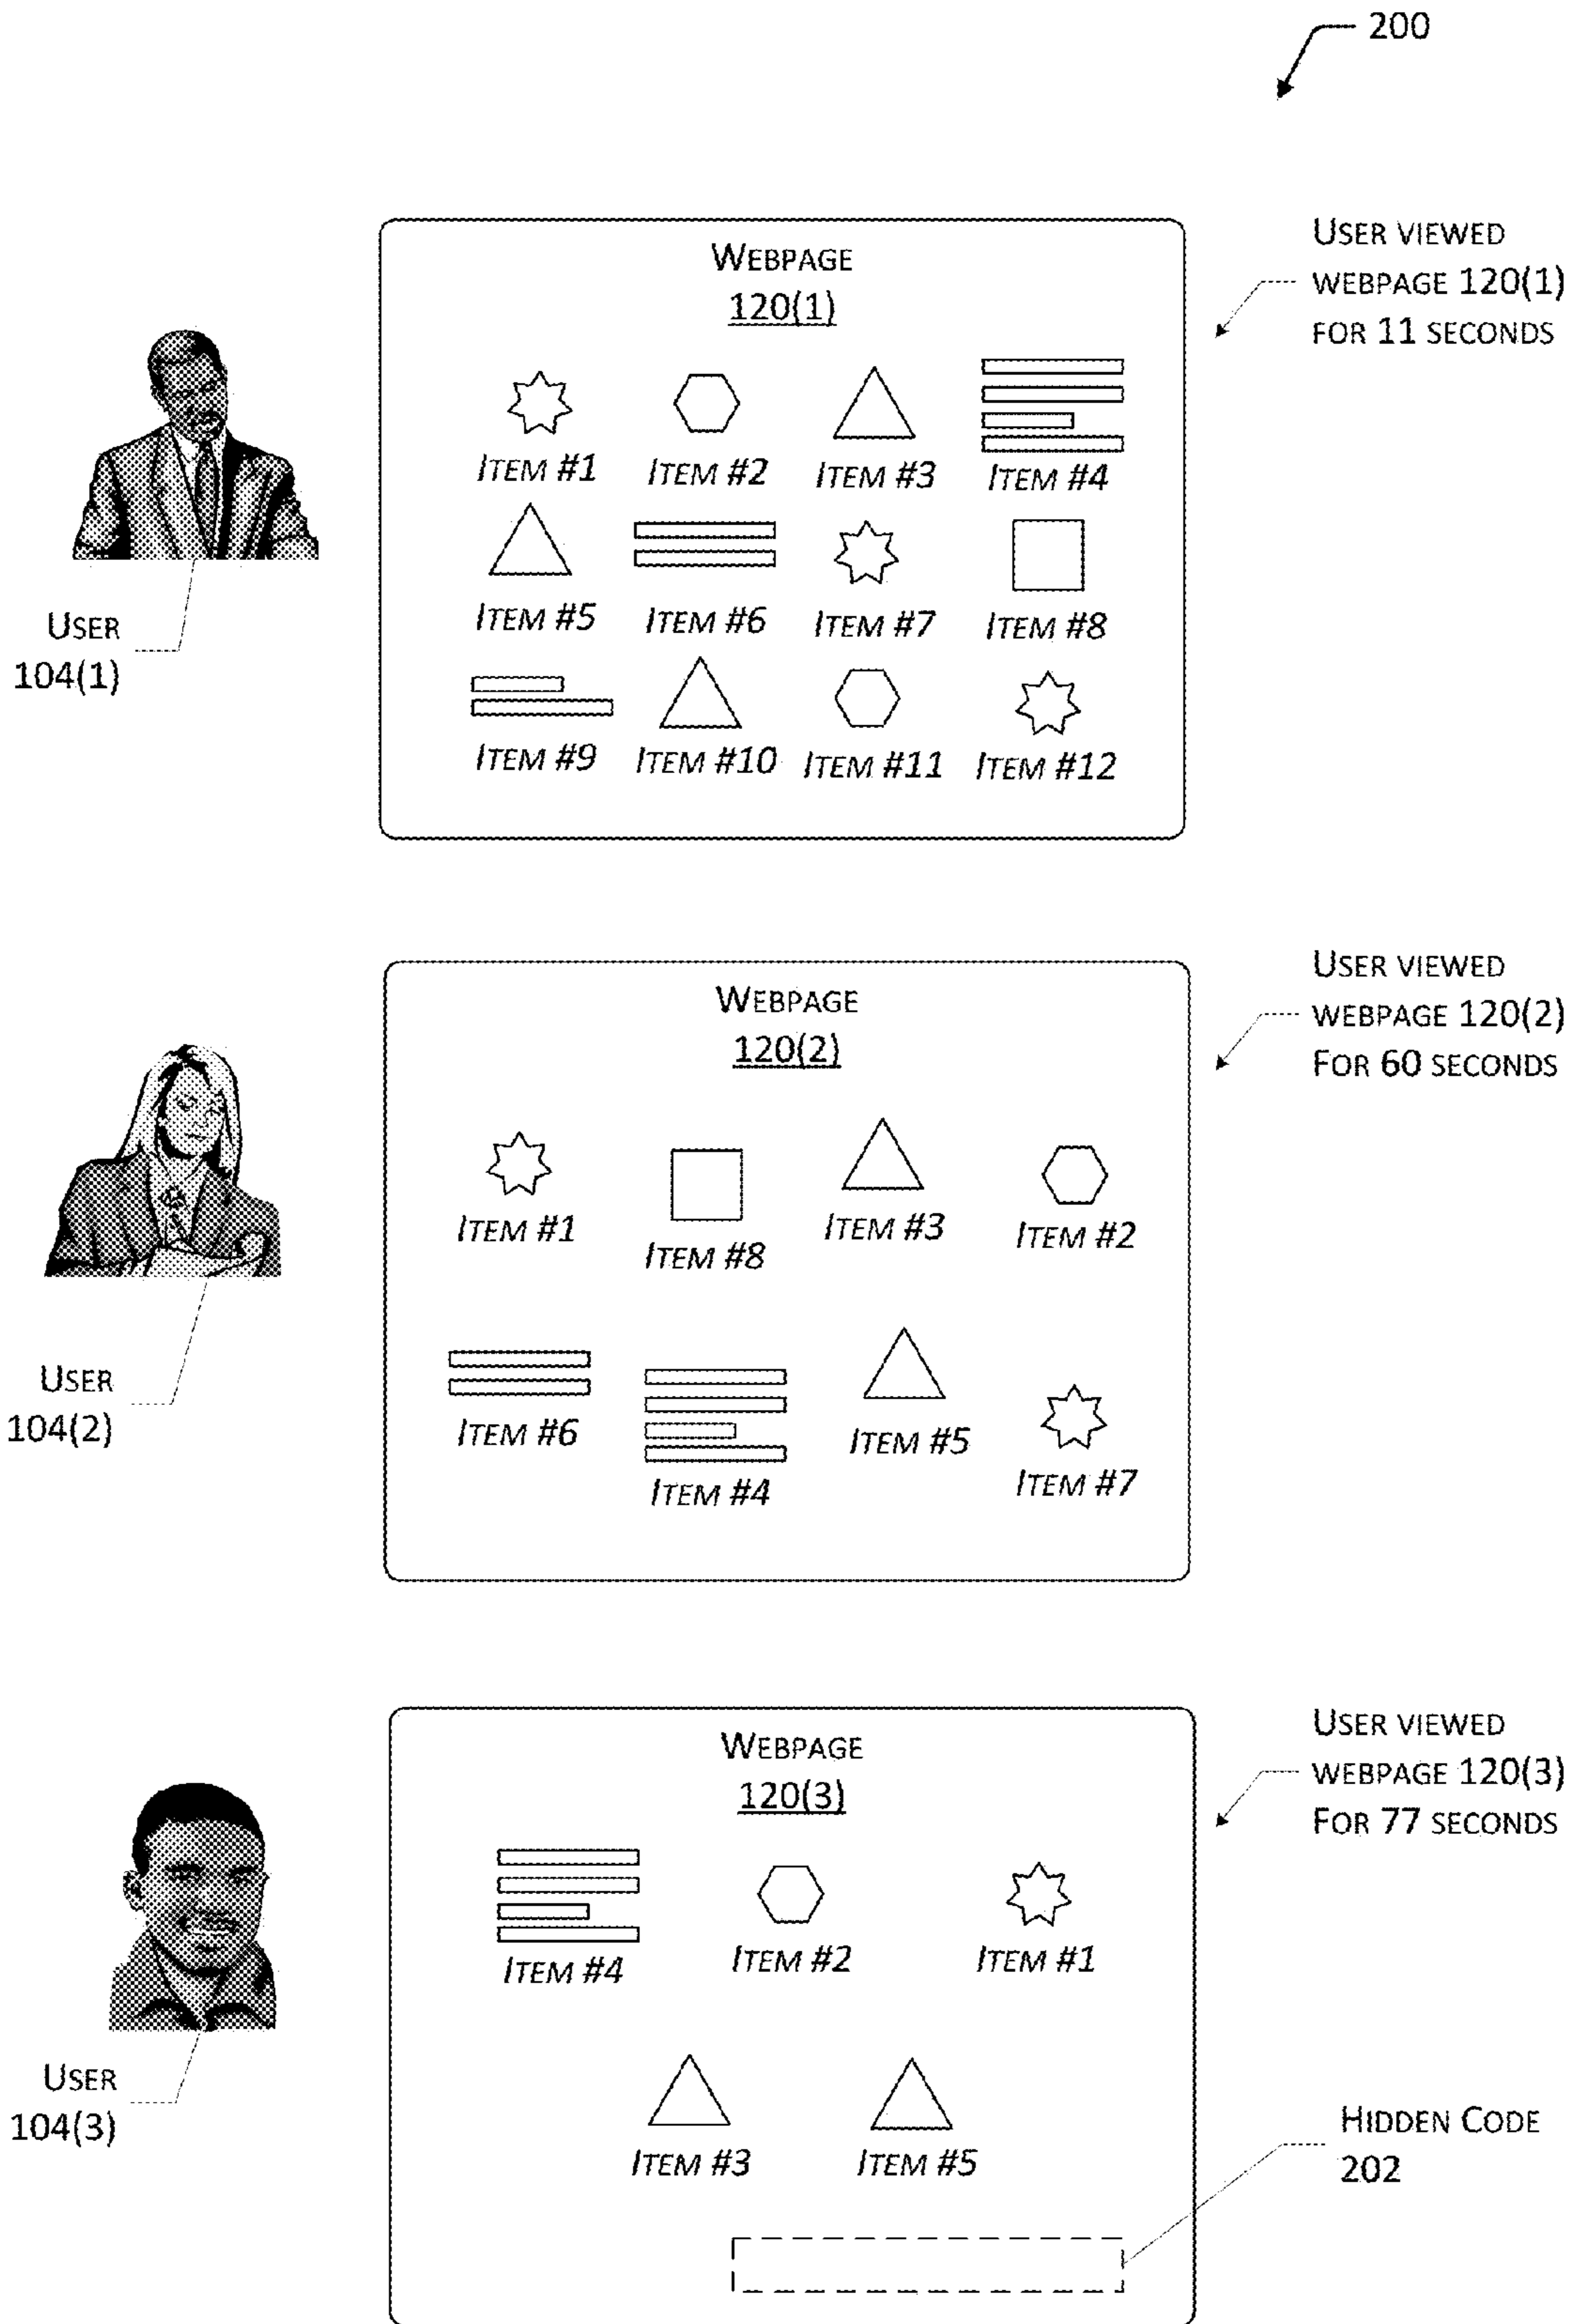 200
WEBPAGE
120(1)
USER VIEWED
WEBPAGE 120(1)
FOR 11 SECONDS
ITEM #1 ITEM #2 ITEM #3 ITEM #4
ITEM #5 ITEM #6 ITEM #7 ITEM #8
ITEM #9 ITEM #10 ITEM #11 ITEM #12
USER
104(1)
WEBPAGE
120(2)
USER VIEWED
WEBPAGE 120(2)
FOR 60 SECONDS
ITEM #1 ITEM #8 ITEM #3 ITEM #2
ITEM #6 ITEM #4 ITEM #5 ITEM #7
USER
104(2)
WEBPAGE
120(3)
USER VIEWED
WEBPAGE 120(3)
FOR 77 SECONDS
ITEM #4 ITEM #2 ITEM #1
ITEM #3 ITEM #5
USER
104(3)
HIDDEN CODE
202